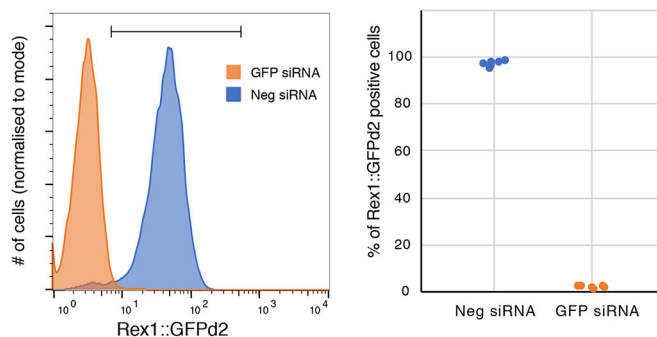 # of cells (normalised to mode)
GFP siRNA
Neg siRNA
10⁰ 10¹ 10² 10³ 10⁴
Rex1::GFPd2
% of Rex1::GFPd2 positive cells
100
80
60
40
20
0
Neg siRNA GFP siRNA